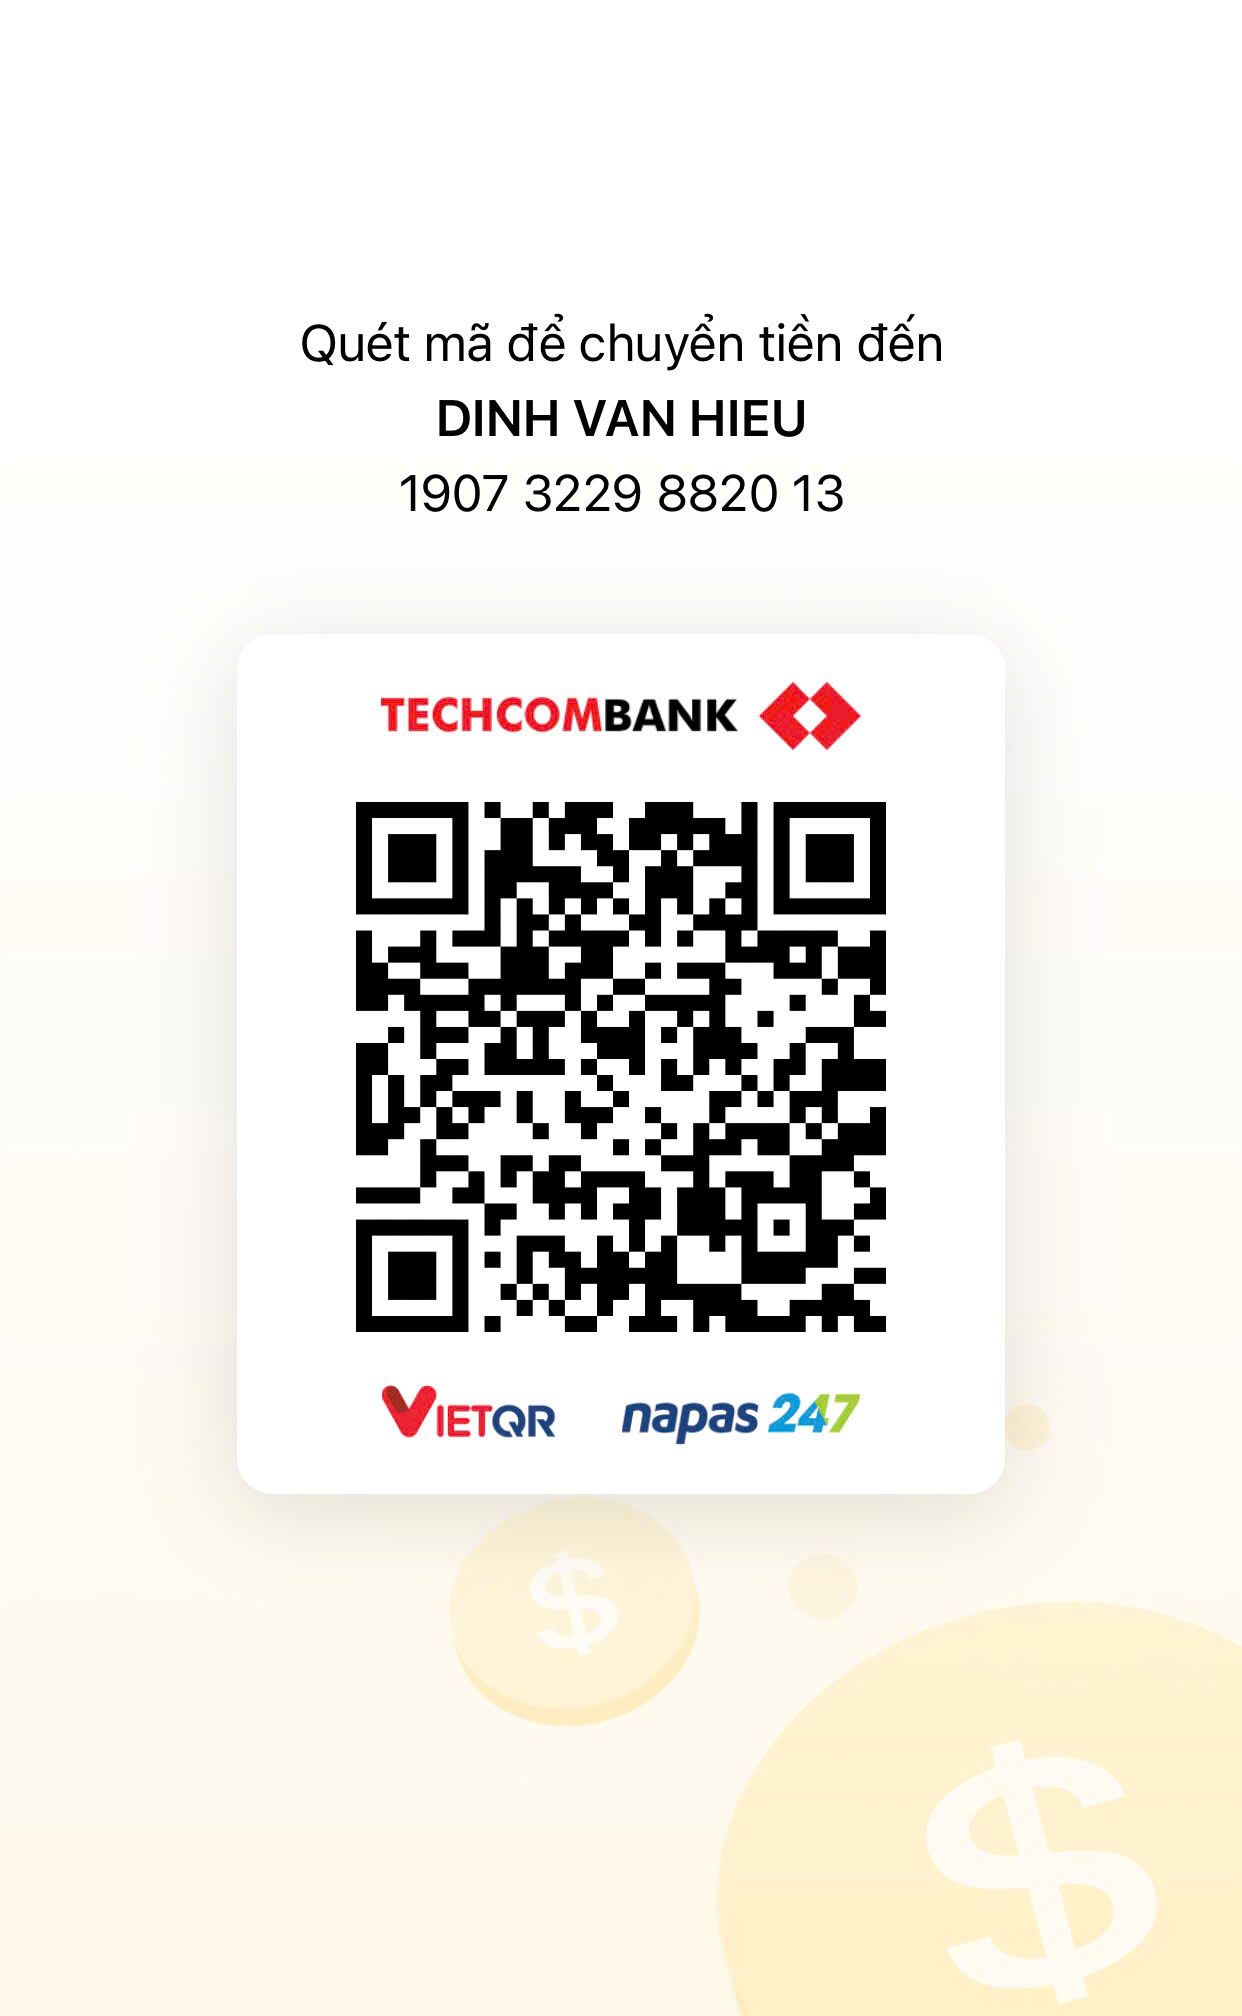 Quét mã để chuyển tiền đến
DINH VAN HIEU
1907 3229 8820 13
TECHCOMBANK
VIETQR
napas 247
$
$